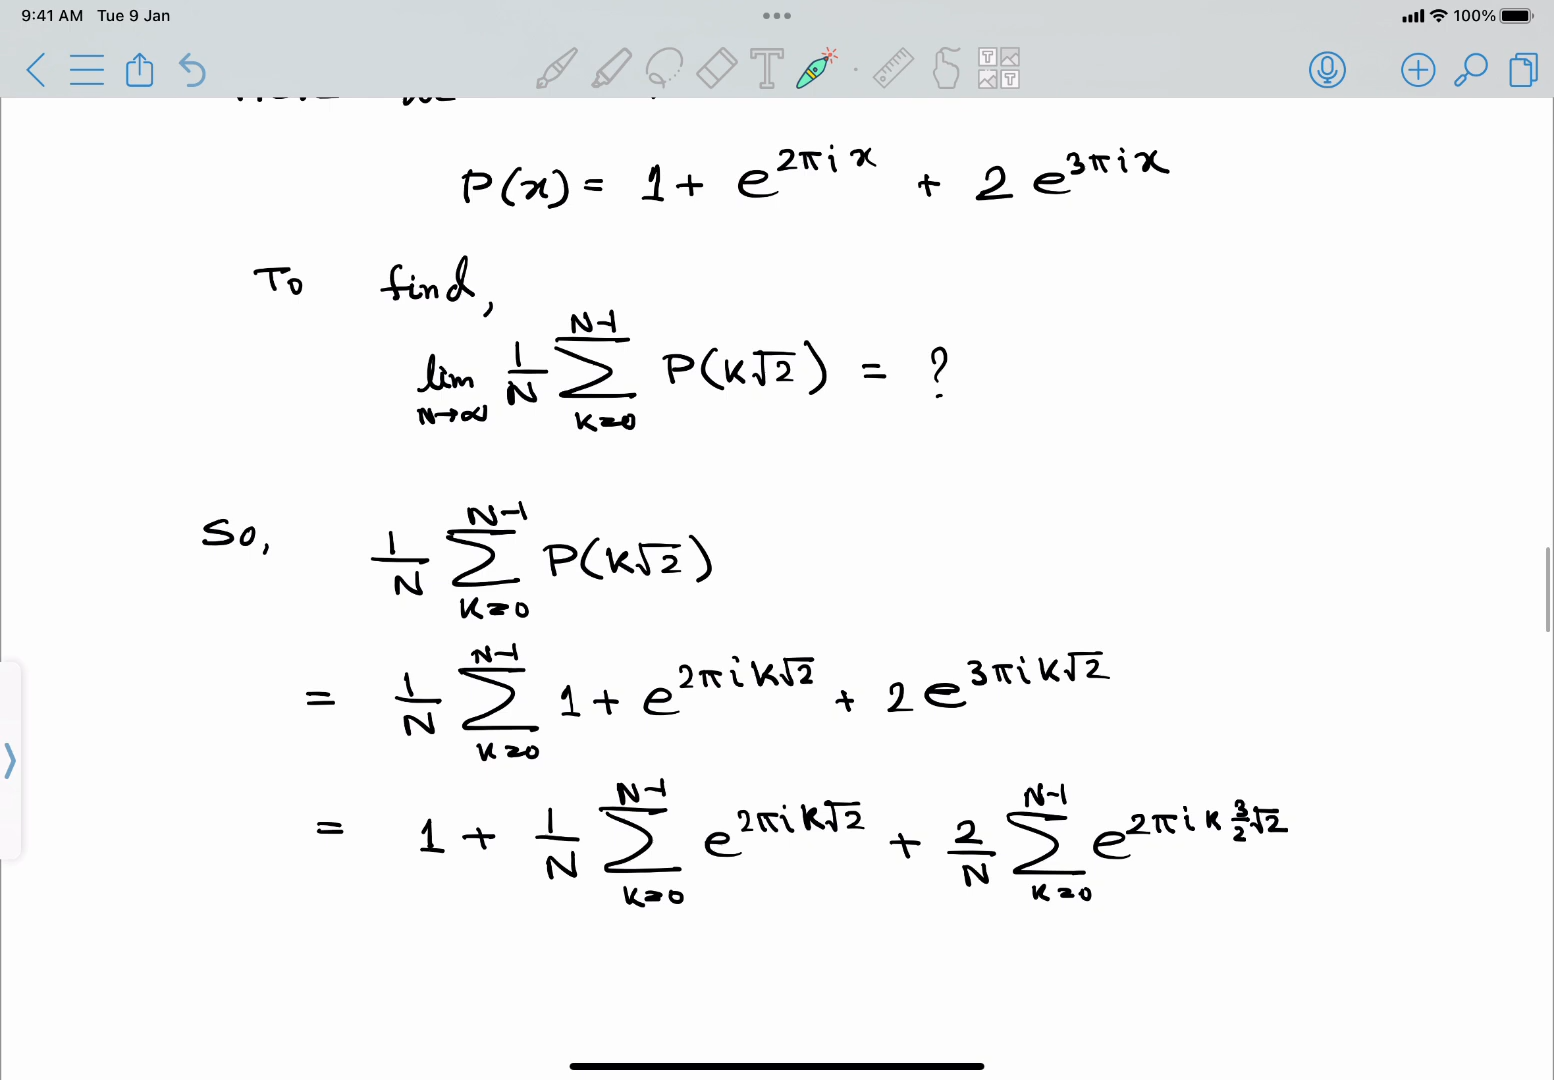 9:41 AM Tue 9 Jan 100%
P(x) = 1 + e^{2πix} + 2 e^{3πix}
To find,
lim_{N→∞} 1/N Σ_{k=0}^{N-1} P(k√2) = ?
So, 1/N Σ_{k=0}^{N-1} P(k√2)
= 1/N Σ_{k=0}^{N-1} 1 + e^{2πik√2} + 2 e^{3πik√2}
= 1 + 1/N Σ_{k=0}^{N-1} e^{2πik√2} + 2/N Σ_{k=0}^{N-1} e^{2πik 3/2 √2}